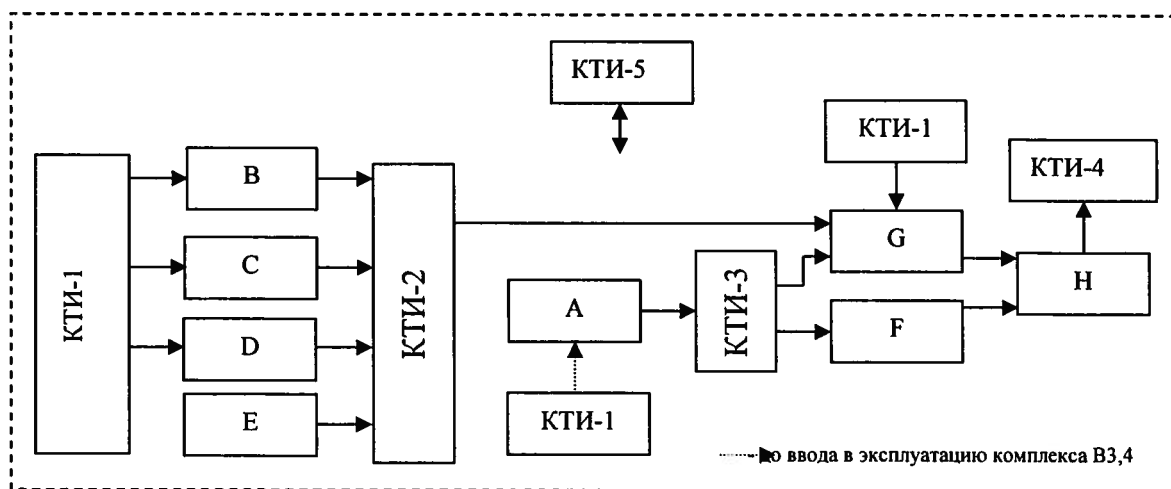 КТИ-5
КТИ-1
КТИ-4
B
КТИ-1
C
D
E
КТИ-2
G
A
КТИ-3
H
F
КТИ-1
до ввода в эксплуатацию комплекса В3,4